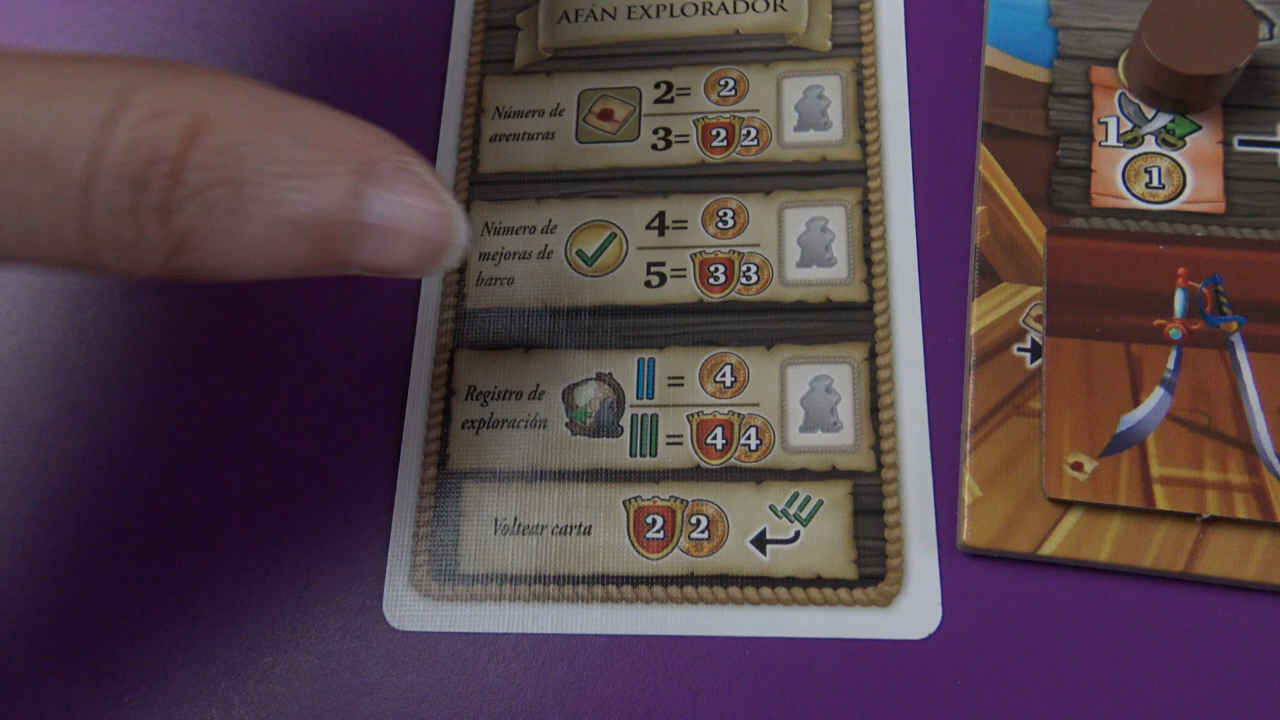 AFÁN EXPLORADOR
Número de
aventuras
2= 2
3= 2 2
Número de
mejoras de
barco
4= 3
5= 3 3
Registro de
exploración
= 4
= 4 4
Voltear carta
2 2
1
1